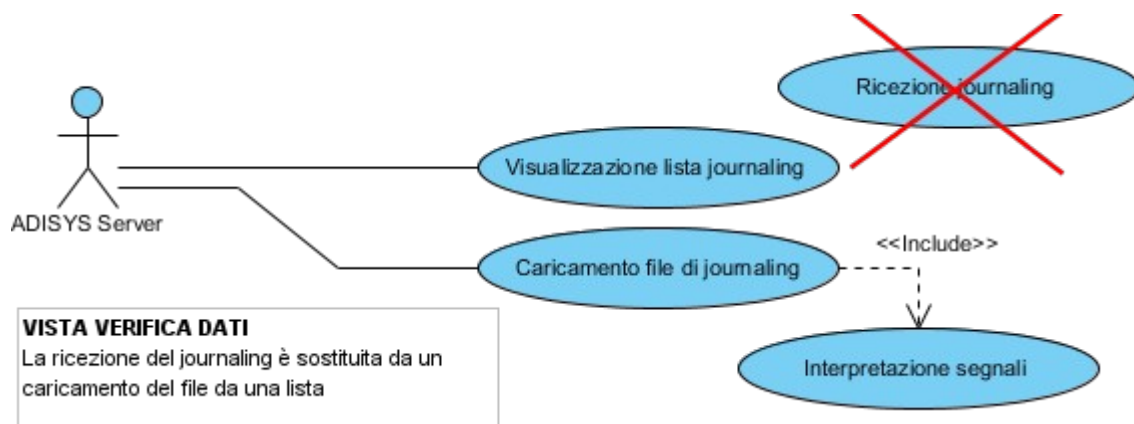 Ricezione journaling
Visualizzazione lista journaling
ADISYS Server
<<Include>>
Caricamento file di journaling
VISTA VERIFICA DATI
La ricezione del journaling è sostituita da un
caricamento del file da una lista
Interpretazione segnali